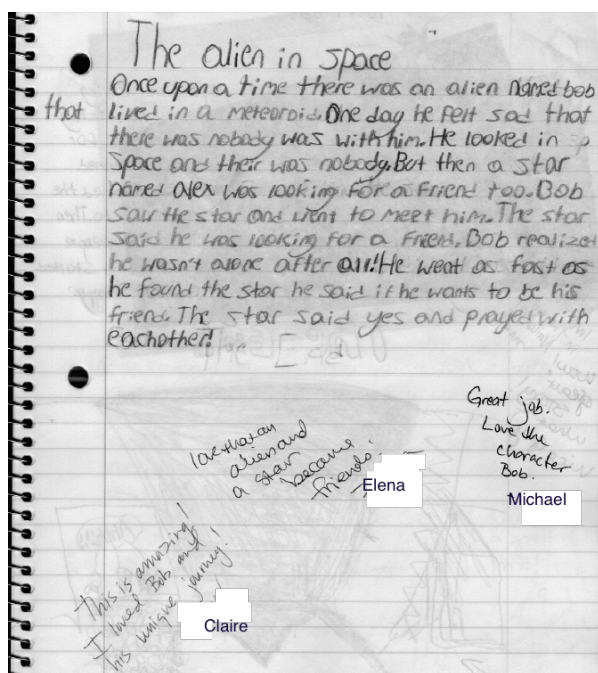 The alien in space
Once upon a time there was an alien named bob
that lived in a meteoroid. One day he felt sad that
there was nobody was with him. He looked in
space and their was nobody. But then a star
named alex was looking for a friend too. Bob
saw the star and went to meet him. The star
said he was looking for a friend. Bob realized
he wasn't alone after all! He went as fast as
he found the star he said if he wants to be his
friend. The star said yes and prayed with
eachother!
Great job.
Love the
character
Bob.
Michael
love that an
alien and
a star
became
friends!
Elena
This is amazing!
I loved Bob and
his unique journey!
Claire